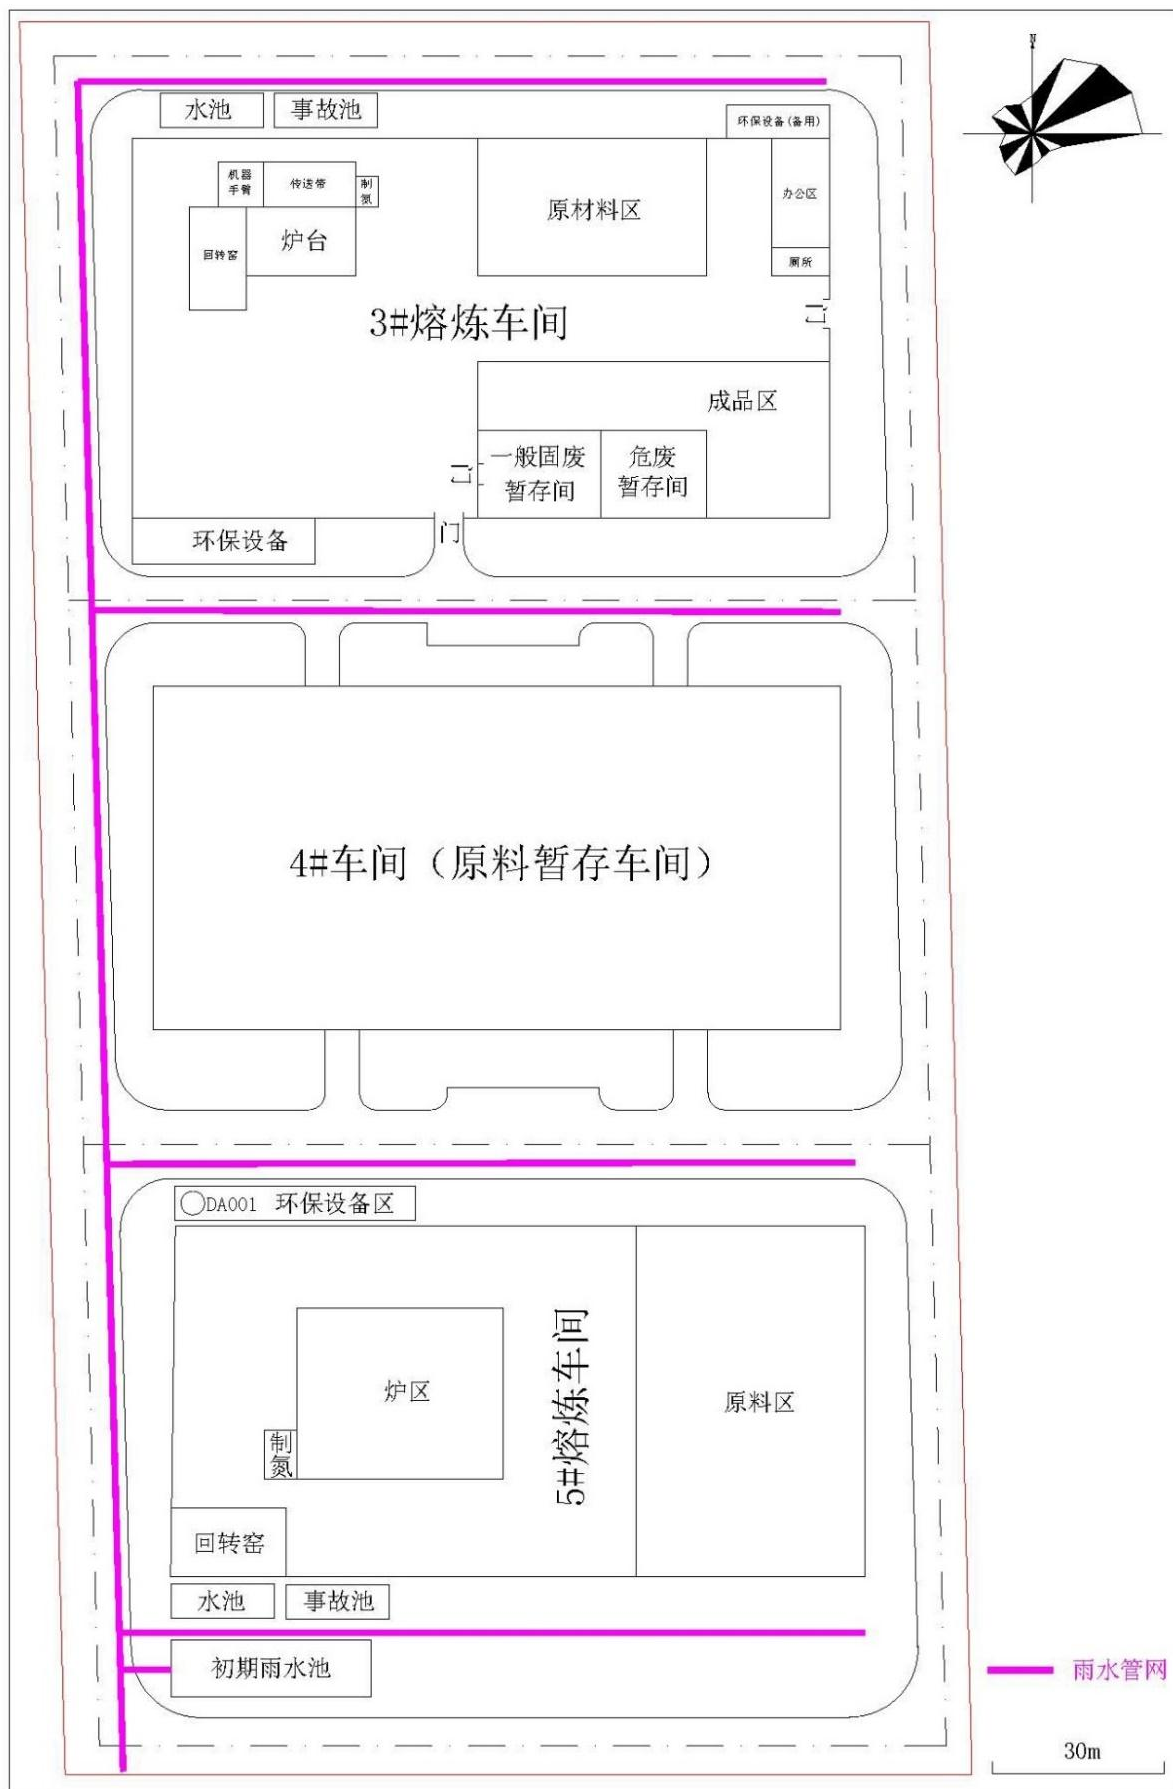 N
水池
事故池
环保设备(备用)
机器
手臂
传送带
制
氮
原材料区
办公区
回转窑
炉台
厕所
3#熔炼车间
门
成品区
一般固废
暂存间
危废
暂存间
门
环保设备
门
4#车间（原料暂存车间）
DA001 环保设备区
炉区
5#熔炼车间
原料区
制
氮
回转窑
水池
事故池
初期雨水池
雨水管网
30m